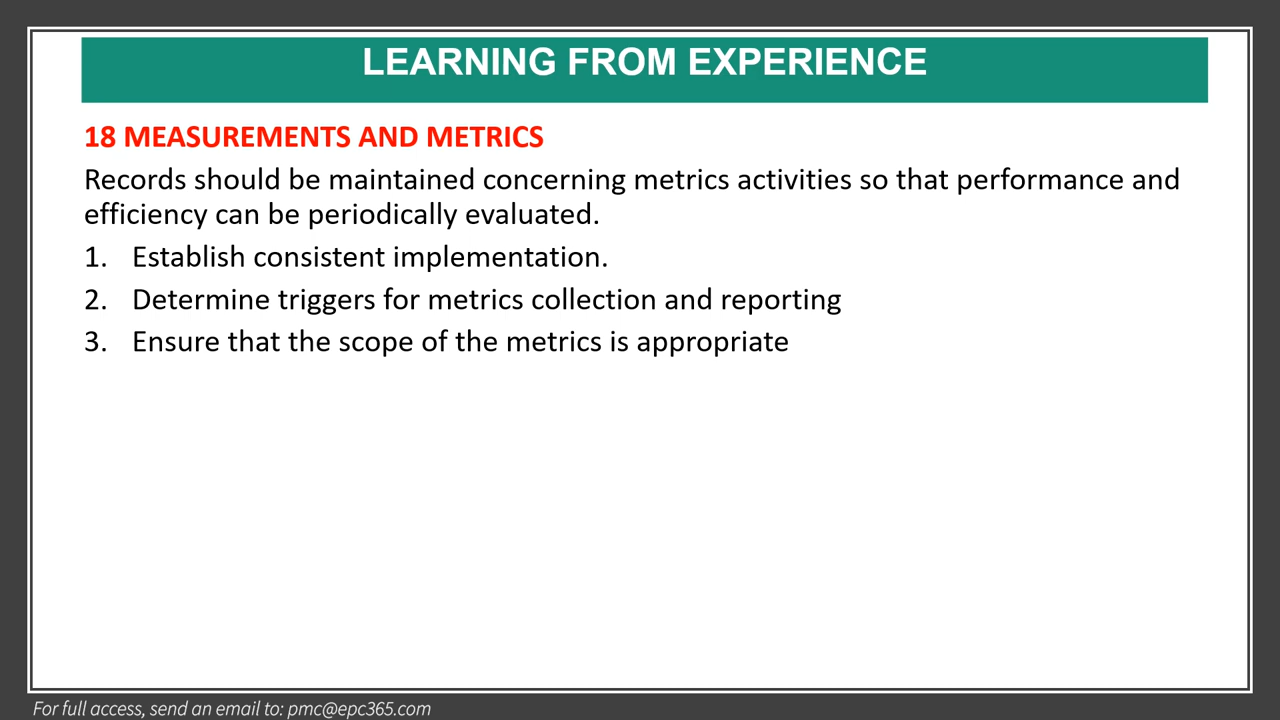 LEARNING FROM EXPERIENCE
18 MEASUREMENTS AND METRICS
Records should be maintained concerning metrics activities so that performance and
efficiency can be periodically evaluated.
1. Establish consistent implementation.
2. Determine triggers for metrics collection and reporting
3. Ensure that the scope of the metrics is appropriate
For full access, send an email to: pmc@epc365.com